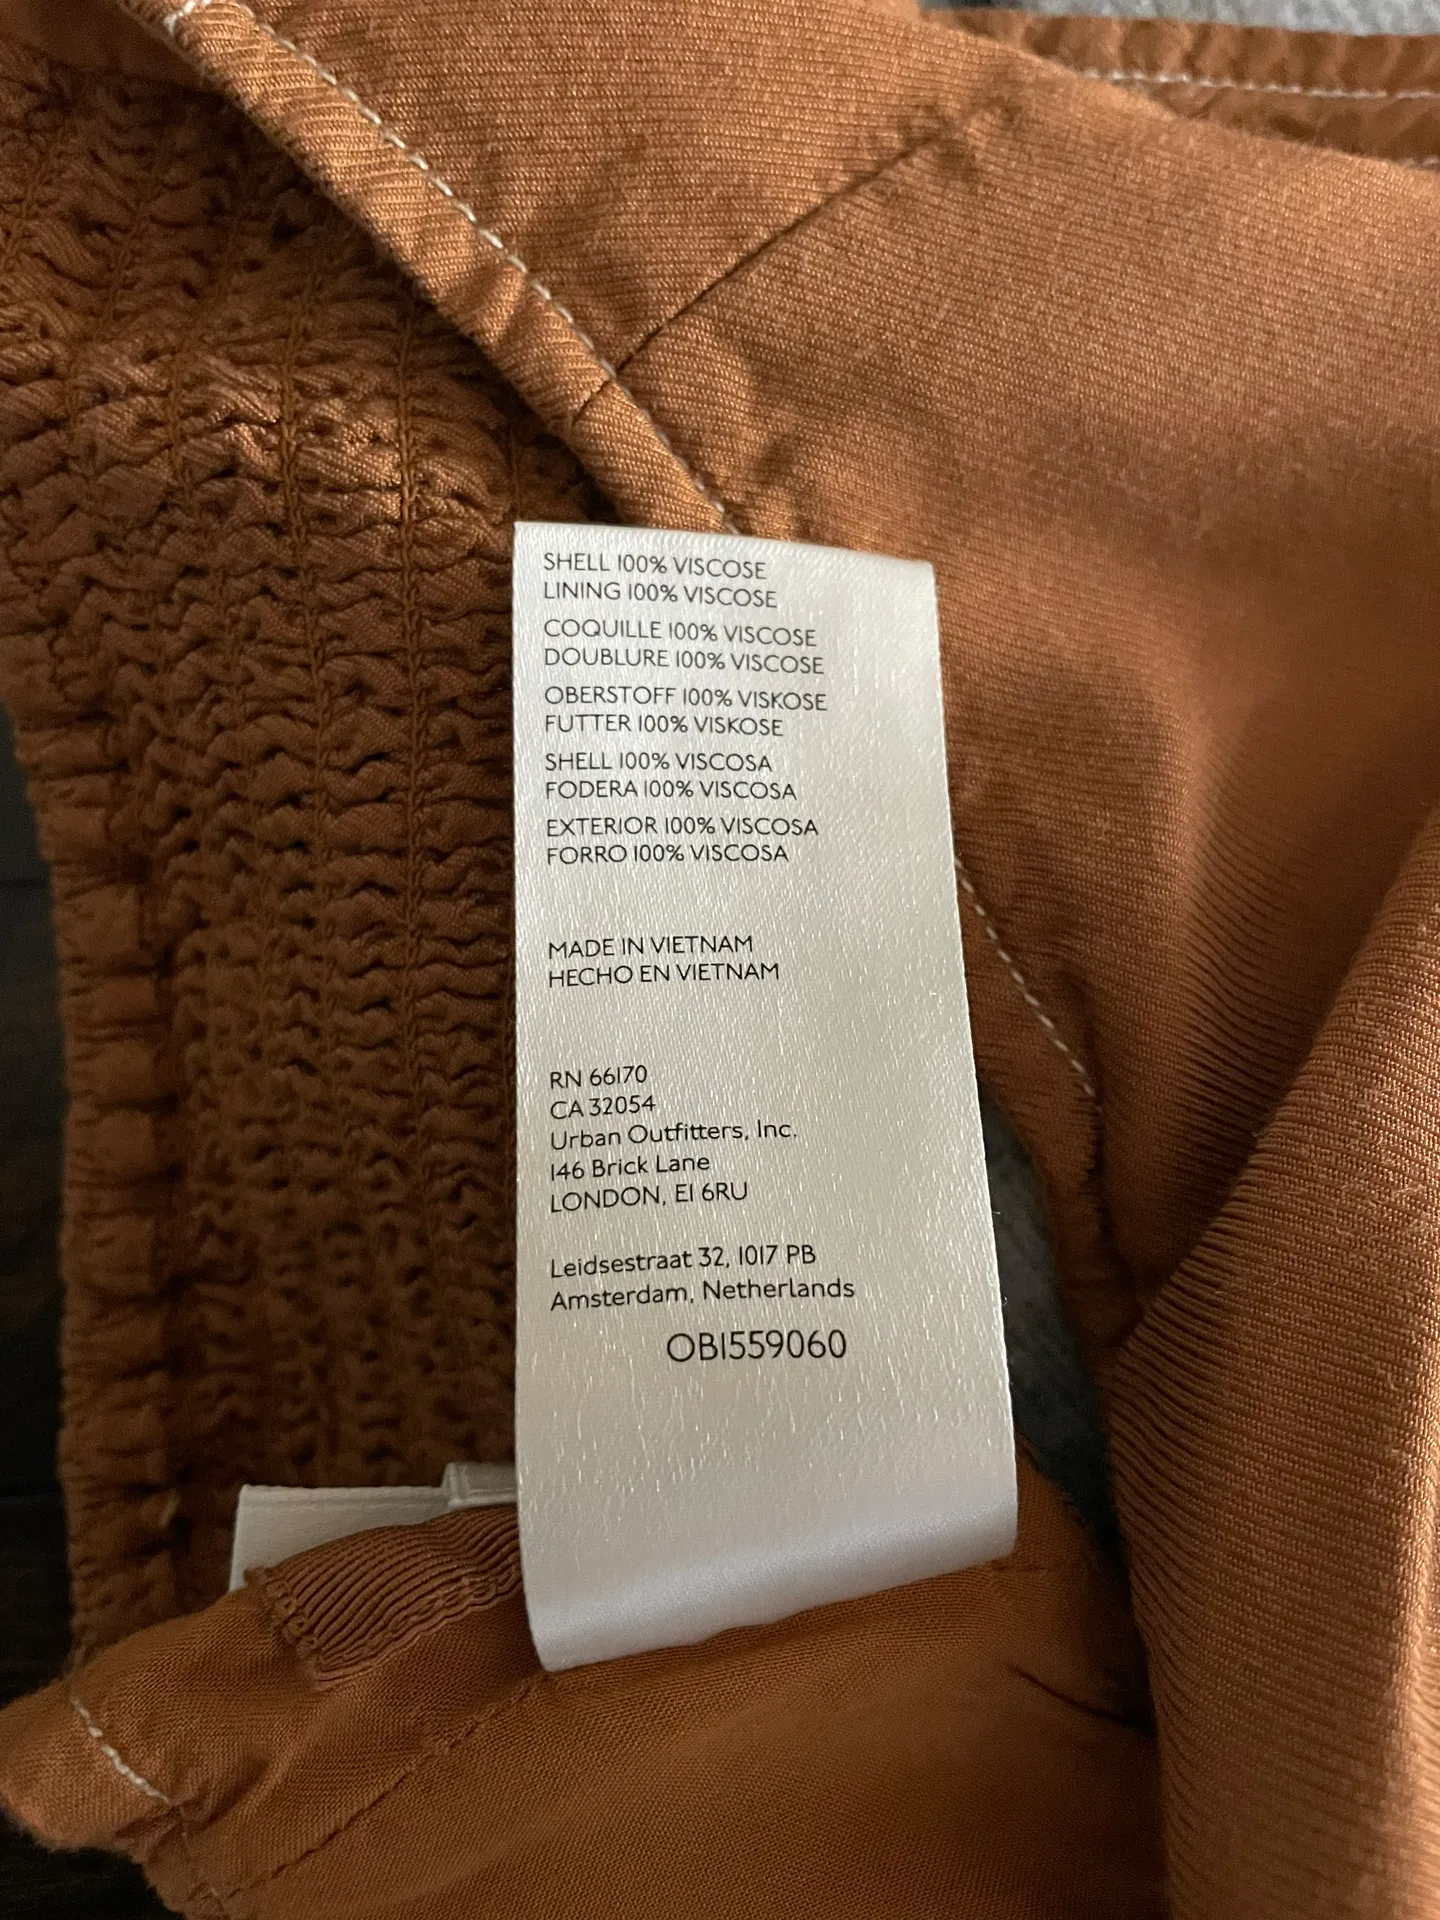 SHELL 100% VISCOSE
LINING 100% VISCOSE
COQUILLE 100% VISCOSE
DOUBLURE 100% VISCOSE
OBERSTOFF 100% VISKOSE
FUTTER 100% VISKOSE
SHELL 100% VISCOSA
FODERA 100% VISCOSA
EXTERIOR 100% VISCOSA
FORRO 100% VISCOSA
MADE IN VIETNAM
HECHO EN VIETNAM
RN 66170
CA 32054
Urban Outfitters, Inc.
146 Brick Lane
LONDON, E1 6RU
Leidsestraat 32, 1017 PB
Amsterdam, Netherlands
OB1559060